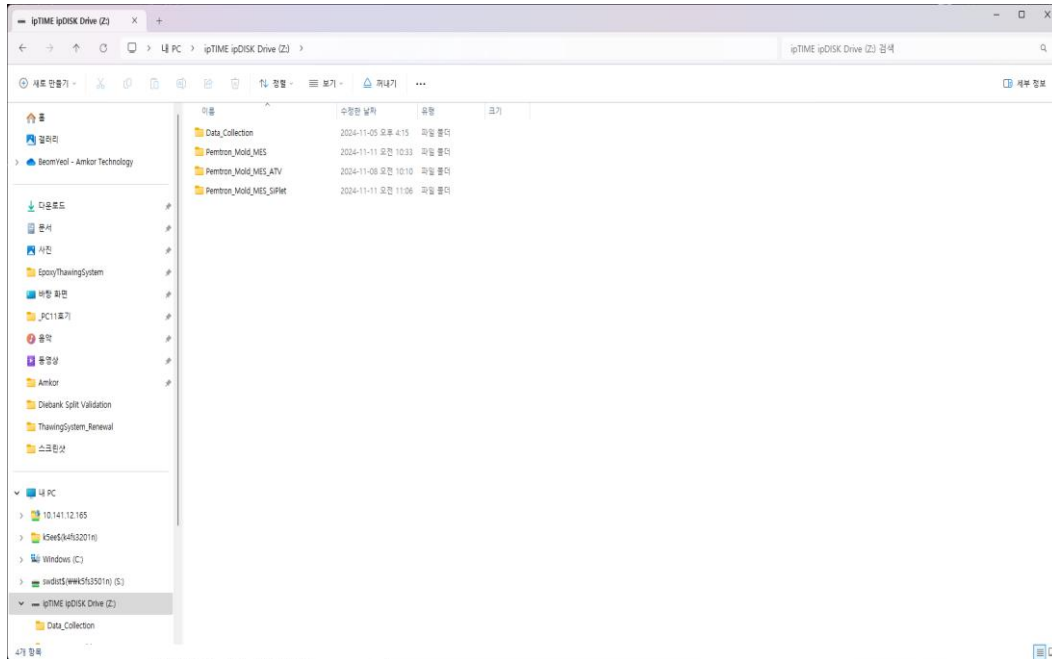 ipTIME ipDISK Drive (Z:)
내 PC > ipTIME ipDISK Drive (Z:) >
ipTIME ipDISK Drive (Z:) 검색
새로 만들기
정렬
보기
꺼내기
세부 정보
이름 수정한 날짜 유형 크기
Data_Collection 2024-11-05 오후 4:15 파일 폴더
Pemtron_Mold_MES 2024-11-11 오전 10:33 파일 폴더
Pemtron_Mold_MES_ATV 2024-11-08 오전 10:10 파일 폴더
Pemtron_Mold_MES_SIPlet 2024-11-11 오전 11:06 파일 폴더
홈
갤러리
BeomYeol - Amkor Technology
다운로드
문서
사진
EpoxyThawingSystem
바탕 화면
_PC11표기
음악
동영상
Amkor
Diebank Split Validation
ThawingSystem_Renewal
스크린샷
내 PC
10.141.12.165
k5ee$(k4fs3201n)
Windows (C:)
swdist$(₩₩k5fs3501n) (S:)
ipTIME ipDISK Drive (Z:)
Data_Collection
4개 항목